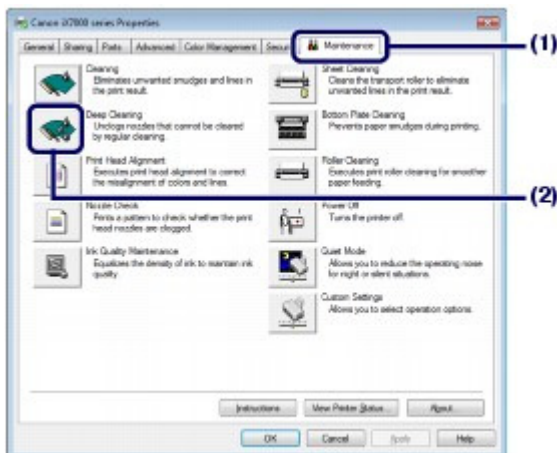 Canon iX7000 series Properties
General Sharing Ports Advanced Color Management Securi Maintenance
(1)
Cleaning
Eliminates unwanted smudges and lines in
the print result.
Sheet Cleaning
Cleans the transport roller to eliminate
unwanted lines in the print result.
Deep Cleaning
Unclogs nozzles that cannot be cleared
by regular cleaning.
Bottom Plate Cleaning
Prevents paper smudges during printing.
Print Head Alignment
Executes print head alignment to correct
the misalignment of colors and lines.
Roller Cleaning
Executes print roller cleaning for smoother
paper feeding.
(2)
Nozzle Check
Prints a pattern to check whether the print
head nozzles are clogged.
Power Off
Turns the printer off.
Ink Quality Maintenance
Equalizes the density of ink to maintain ink
quality.
Quiet Mode
Allows you to reduce the operating noise
for night or silent situations.
Custom Settings
Allows you to select operation options.
Instructions View Printer Status... About...
OK Cancel Apply Help